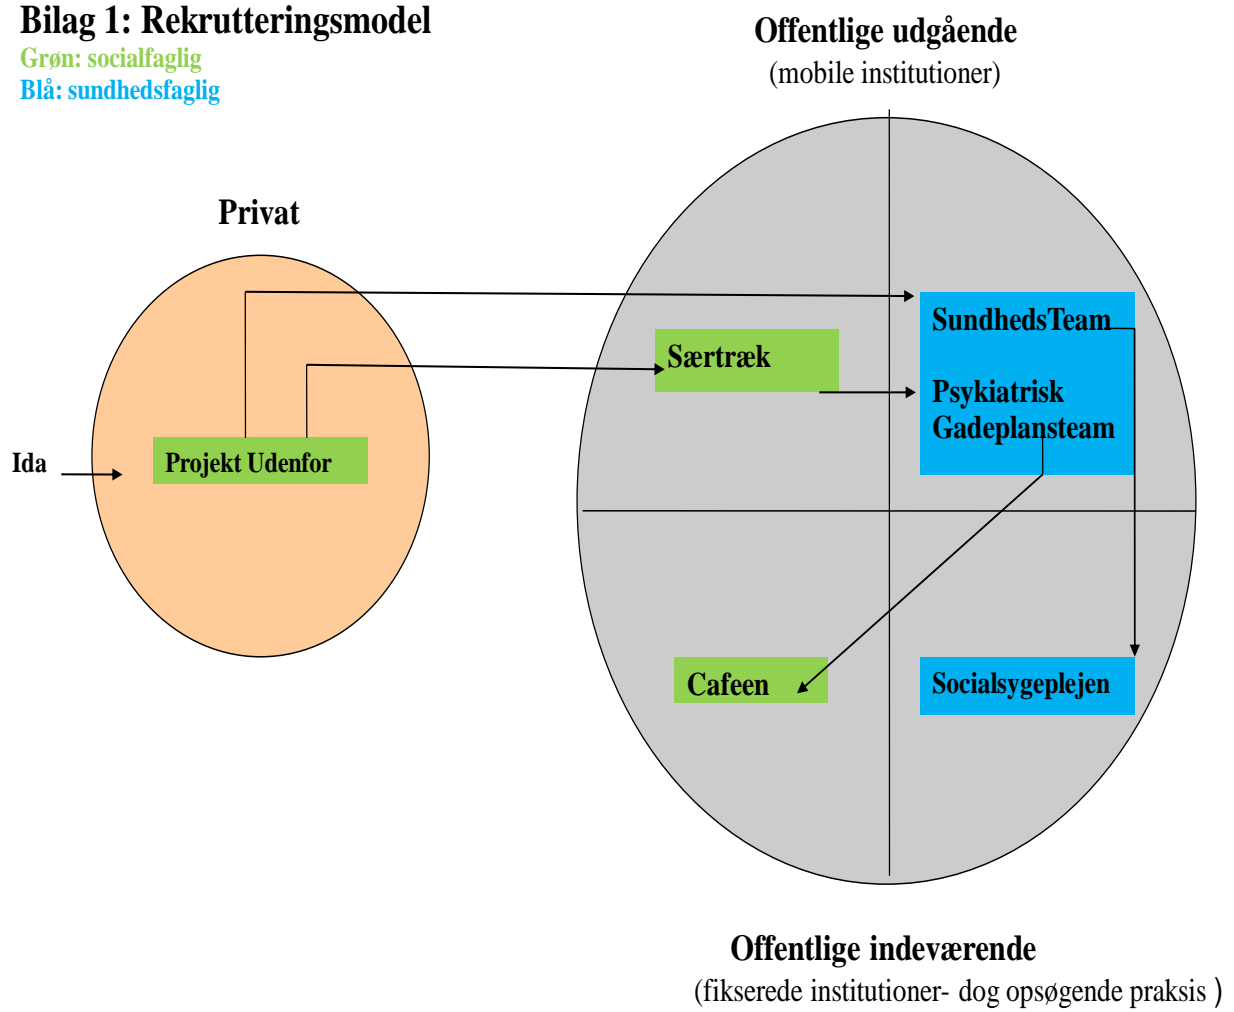 Bilag 1: Rekrutteringsmodel
Grøn: socialfaglig
Blå: sundhedsfaglig
Offentlige udgående
(mobile institutioner)
Privat
SundhedsTeam
Særtræk
Psykiatrisk
Gadeplansteam
Ida
Projekt Udenfor
Cafeen
Socialsygeplejen
Offentlige indeværende
(fikserede institutioner- dog opsøgende praksis )